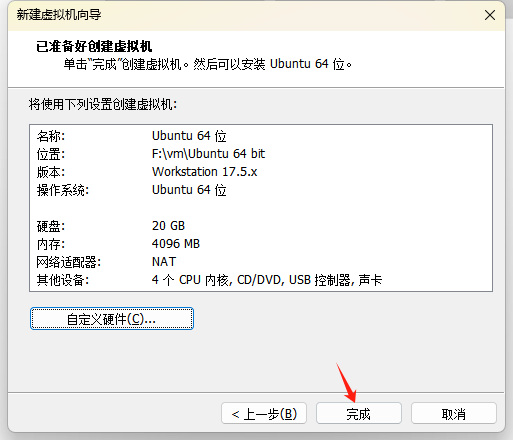 新建虚拟机向导
已准备好创建虚拟机
单击“完成”创建虚拟机。然后可以安装 Ubuntu 64 位。
将使用下列设置创建虚拟机:
名称: Ubuntu 64 位
位置: F:\vm\Ubuntu 64 bit
版本: Workstation 17.5.x
操作系统: Ubuntu 64 位
硬盘: 20 GB
内存: 4096 MB
网络适配器: NAT
其他设备: 4 个 CPU 内核, CD/DVD, USB 控制器, 声卡
自定义硬件(C)...
< 上一步(B) 完成 取消